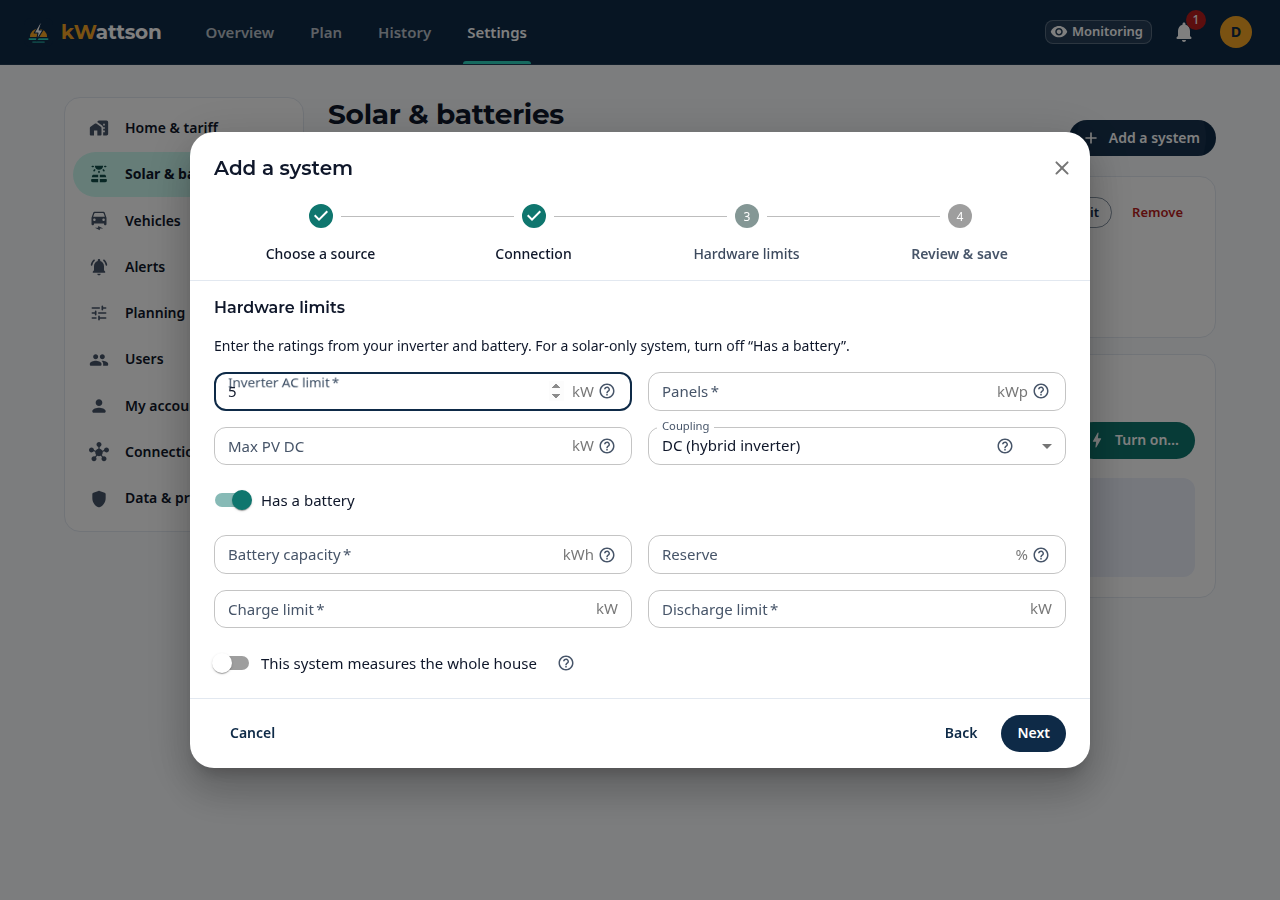 kWattson
Overview
Plan
History
Settings
Monitoring
1
D
Solar & batteries
Home & tariff
Solar & ba
Vehicles
Alerts
Planning
Users
My accou
Connectio
Data & pr
Add a system
it
Remove
Turn on...
Add a system
3
4
Choose a source
Connection
Hardware limits
Review & save
Hardware limits
Enter the ratings from your inverter and battery. For a solar-only system, turn off “Has a battery”.
Inverter AC limit *
5
kW
Panels *
kWp
Max PV DC
kW
Coupling
DC (hybrid inverter)
Has a battery
Battery capacity *
kWh
Reserve
%
Charge limit *
kW
Discharge limit *
kW
This system measures the whole house
Cancel
Back
Next